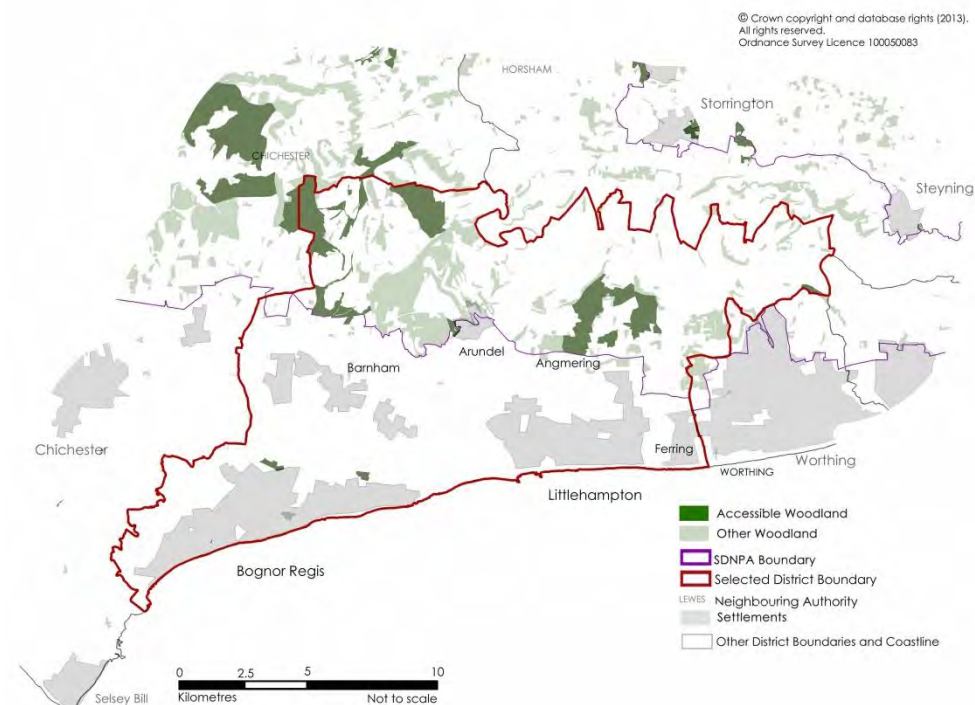 © Crown copyright and database rights (2013).
All rights reserved.
Ordnance Survey Licence 100050083
HORSHAM
Storrington
CHICHESTER
Steyning
Arundel
Barnham
Angmering
Chichester
Ferring
Worthing
WORTHING
Littlehampton
Bognor Regis
Accessible Woodland
Other Woodland
SDNPA Boundary
Selected District Boundary
LEWES Neighbouring Authority
Settlements
Other District Boundaries and Coastline
0 2.5 5 10
Kilometres Not to scale
Selsey Bill